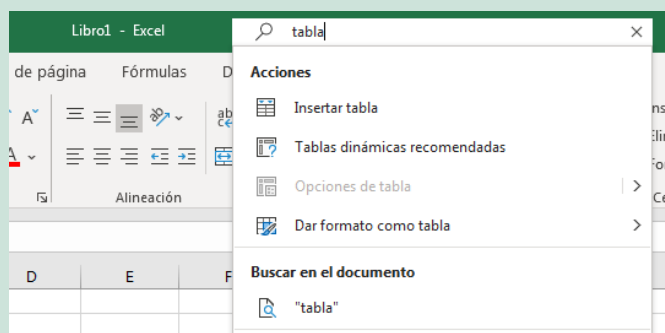 Libro1 - Excel
tabla
de página Fórmulas D
Acciones
Insertar tabla
Tablas dinámicas recomendadas
Opciones de tabla
Dar formato como tabla
Alineación
Buscar en el documento
"tabla"
D E F